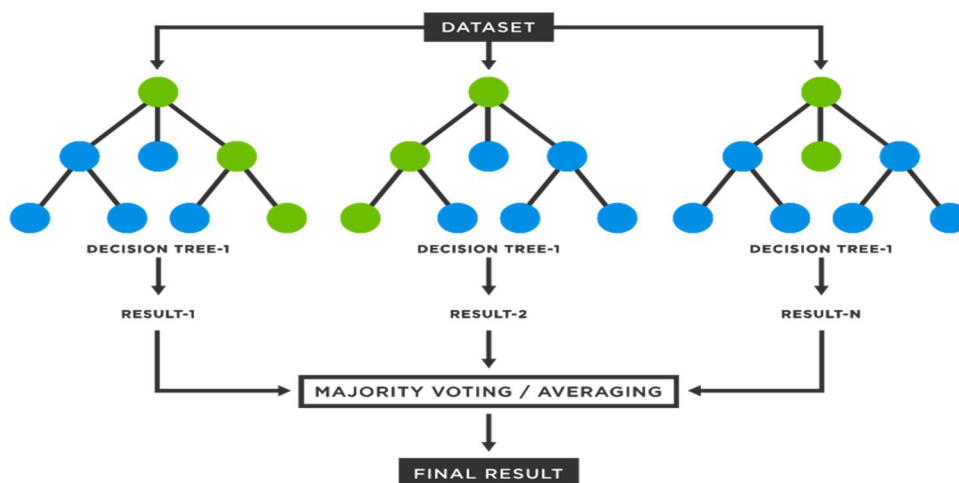 DATASET
DECISION TREE-1
DECISION TREE-1
DECISION TREE-1
RESULT-1
RESULT-2
RESULT-N
MAJORITY VOTING / AVERAGING
FINAL RESULT